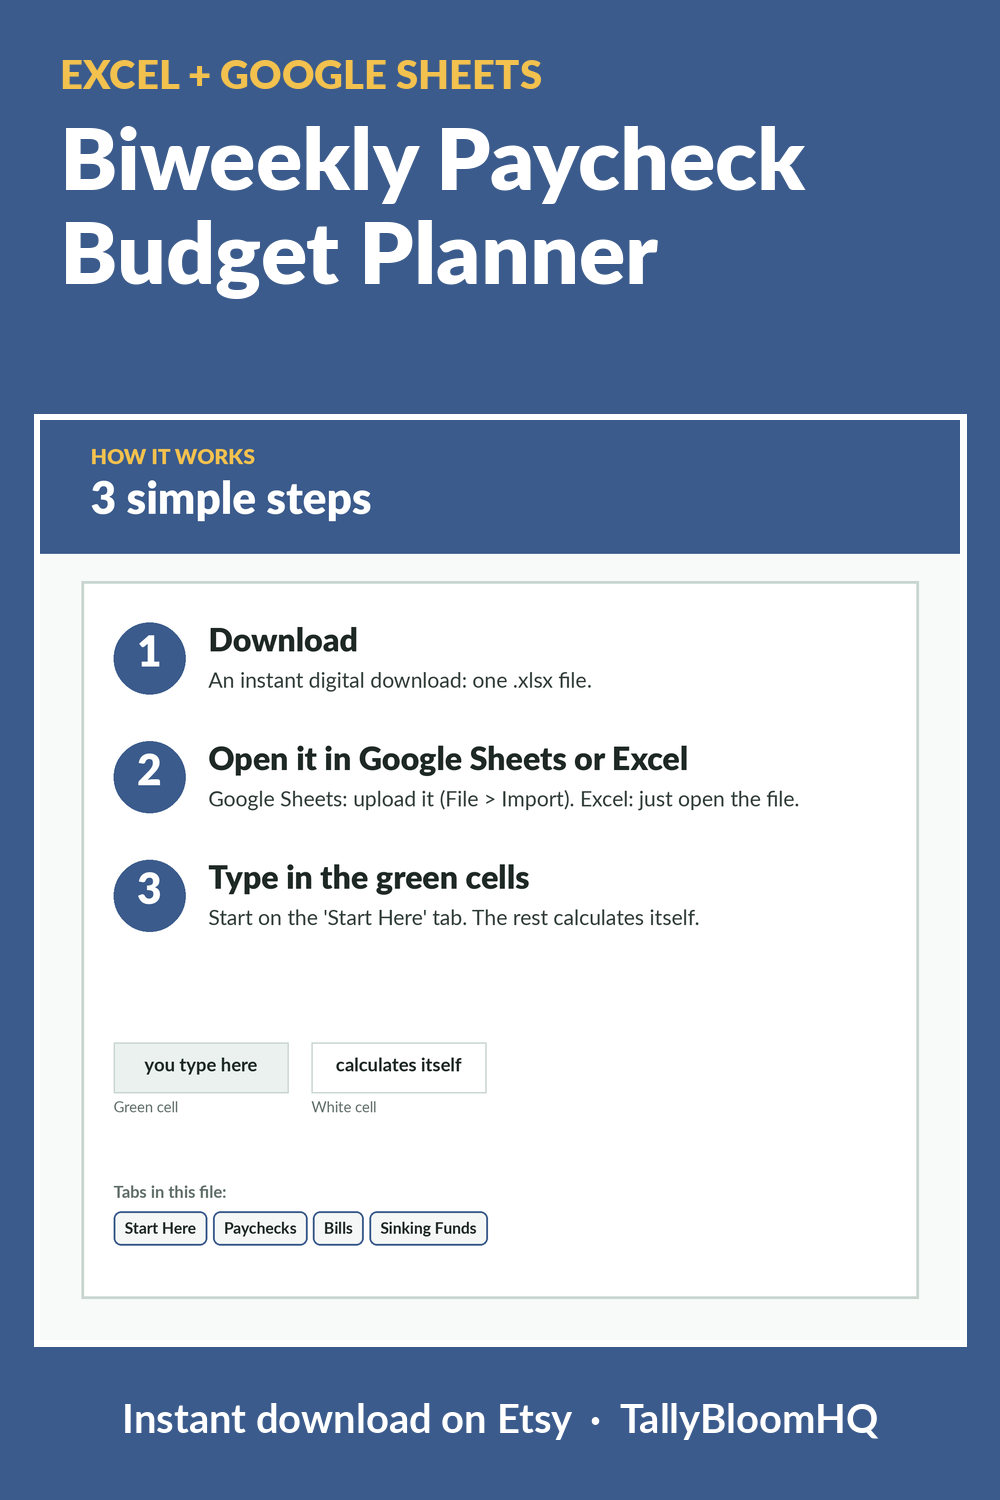 EXCEL + GOOGLE SHEETS
Biweekly Paycheck
Budget Planner
HOW IT WORKS
3 simple steps
1
Download
An instant digital download: one .xlsx file.
2
Open it in Google Sheets or Excel
Google Sheets: upload it (File > Import). Excel: just open the file.
3
Type in the green cells
Start on the 'Start Here' tab. The rest calculates itself.
you type here
calculates itself
Green cell
White cell
Tabs in this file:
Start Here
Paychecks
Bills
Sinking Funds
Instant download on Etsy · TallyBloomHQ